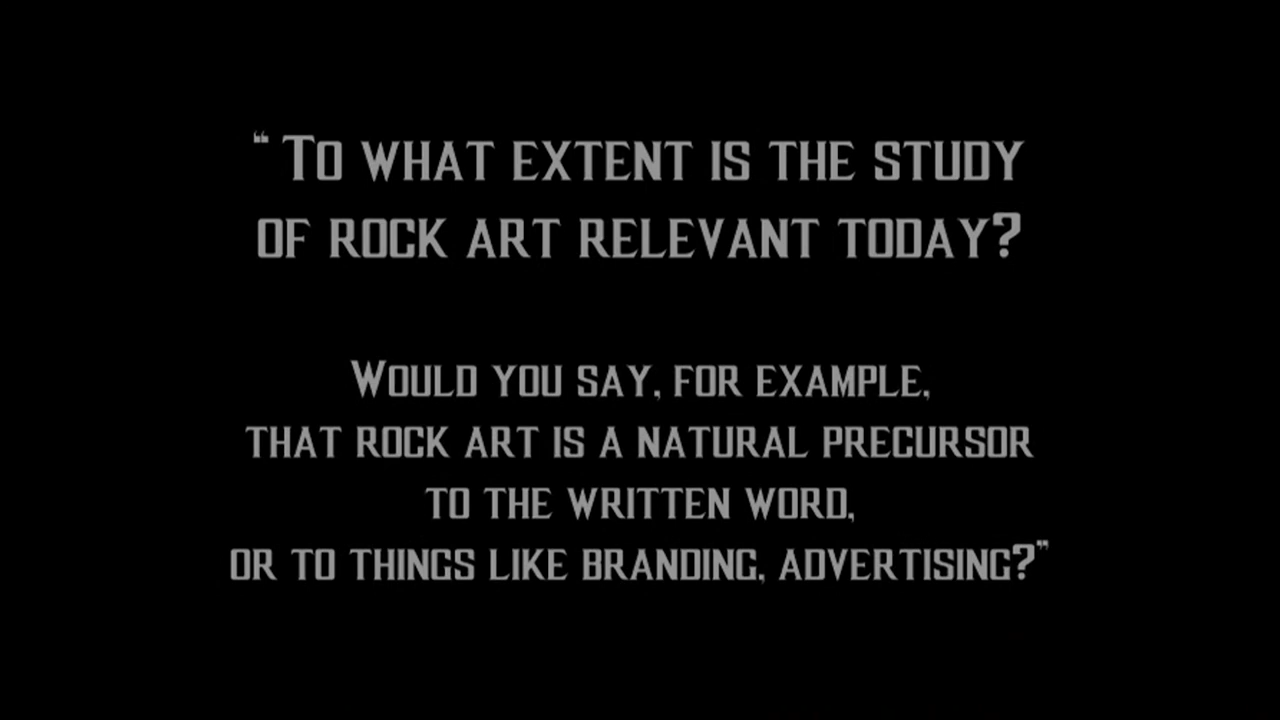 “ To what extent is the study
of rock art relevant today?
Would you say, for example,
that rock art is a natural precursor
to the written word,
or to things like branding, advertising?”